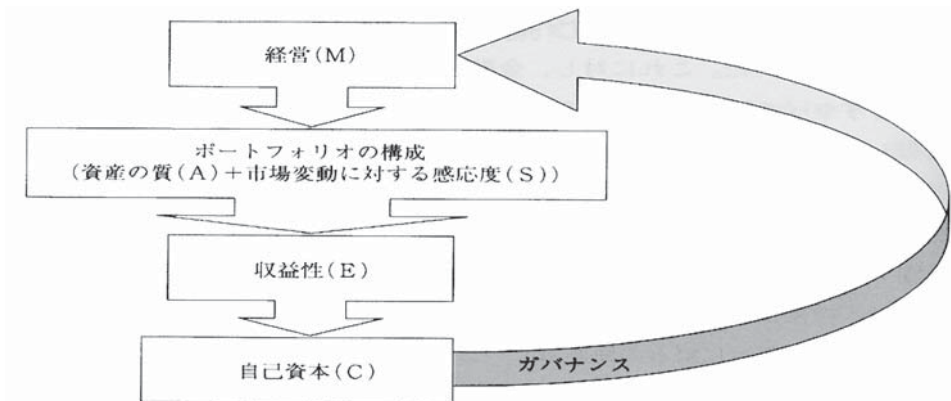 経営(M)
ポートフォリオの構成
(資産の質(A)+市場変動に対する感応度(S))
収益性(E)
自己資本(C)
ガバナンス